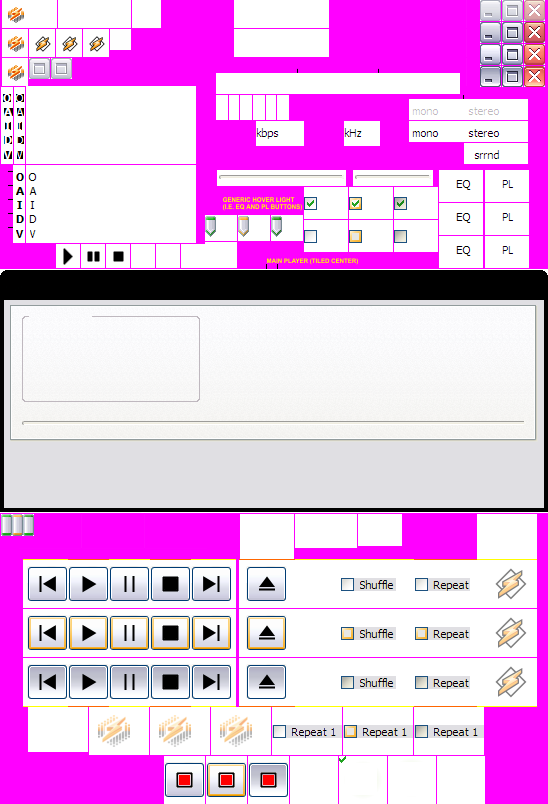 mono stereo
kbps kHz mono stereo
srrnd
O O
A A
I I
D D
V V
O O
A A
I I
D D
V V
EQ PL
GENERIC HOVER LIGHT
(I.E. EQ AND PL BUTTONS)
EQ PL
EQ PL
MAIN PLAYER (TILED CENTER)
Shuffle Repeat
Shuffle Repeat
Shuffle Repeat
Repeat 1 Repeat 1 Repeat 1